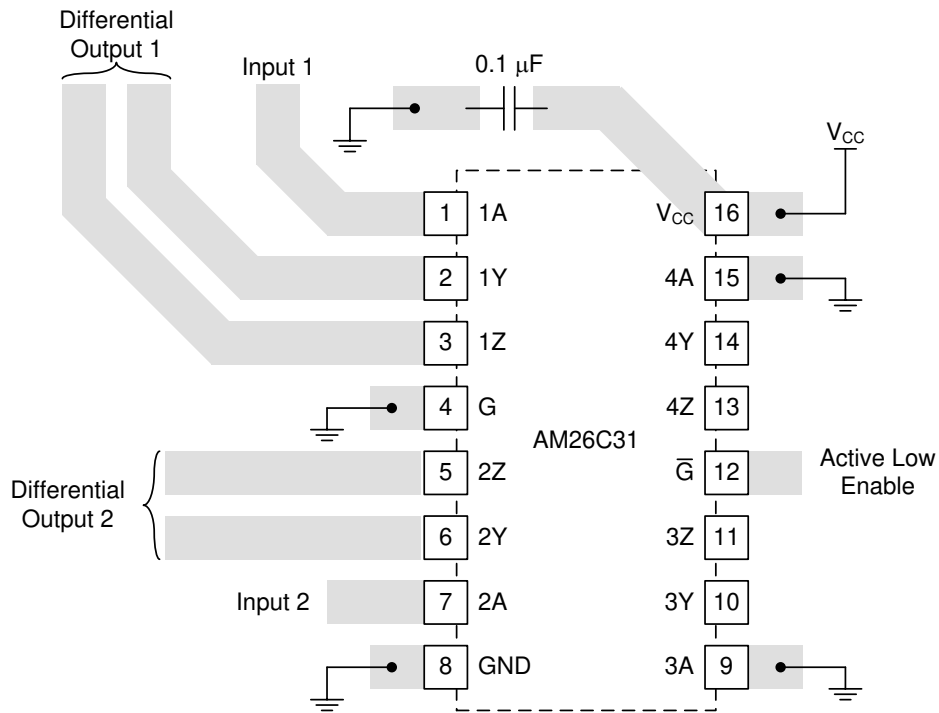 Differential
Output 1
Input 1
0.1 μF
V_CC
1 1A
V_CC 16
2 1Y
4A 15
3 1Z
4Y 14
4 G
4Z 13
AM26C31
5 2Z
G̅ 12
Active Low
Enable
Differential
Output 2
6 2Y
3Z 11
Input 2
7 2A
3Y 10
8 GND
3A 9